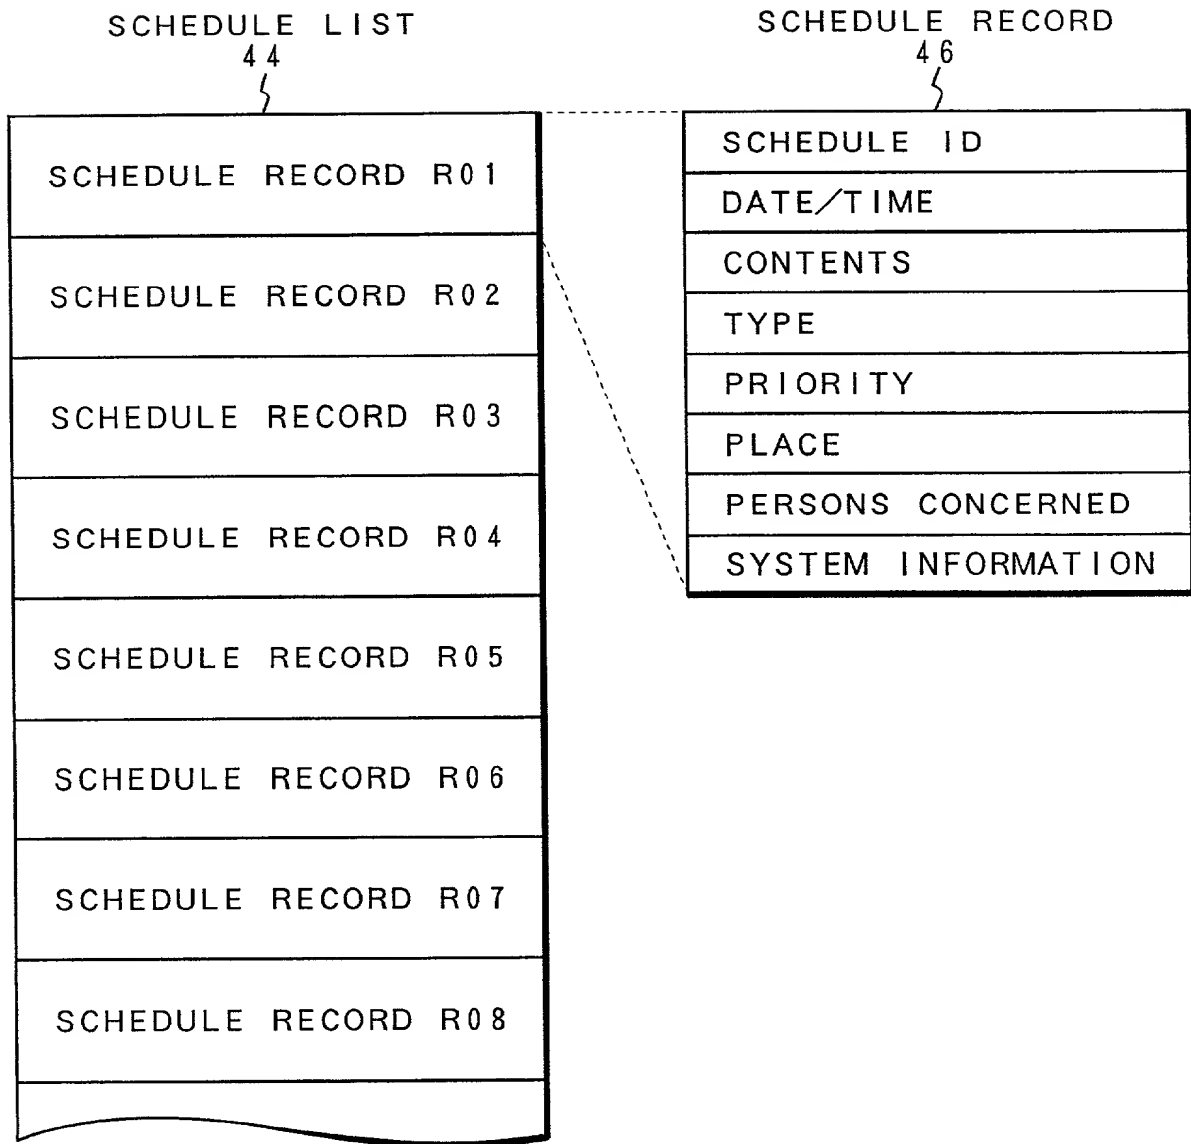 SCHEDULE LIST
44
SCHEDULE RECORD R01
SCHEDULE RECORD R02
SCHEDULE RECORD R03
SCHEDULE RECORD R04
SCHEDULE RECORD R05
SCHEDULE RECORD R06
SCHEDULE RECORD R07
SCHEDULE RECORD R08
SCHEDULE RECORD
46
SCHEDULE ID
DATE/TIME
CONTENTS
TYPE
PRIORITY
PLACE
PERSONS CONCERNED
SYSTEM INFORMATION